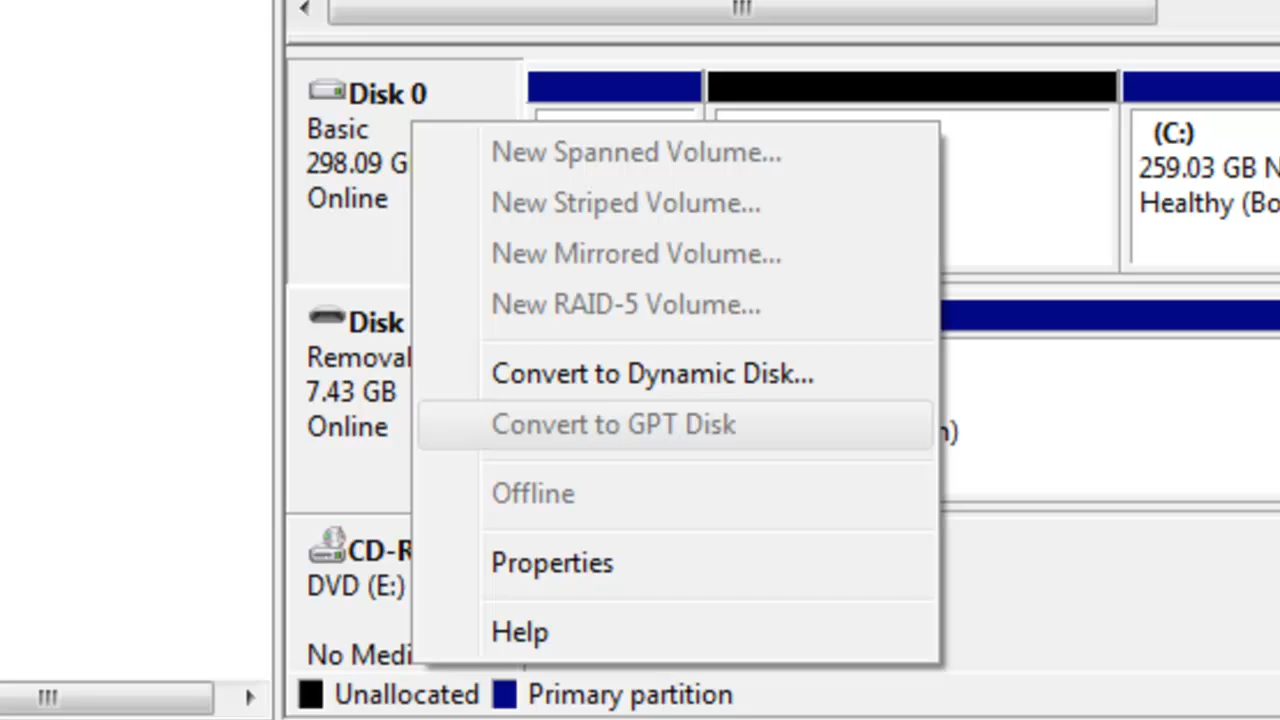 Disk 0
Basic
298.09 G
Online
(C:)
259.03 GB N
Healthy (Bo
New Spanned Volume...
New Striped Volume...
New Mirrored Volume...
New RAID-5 Volume...
Convert to Dynamic Disk...
Convert to GPT Disk
Offline
Properties
Help
Disk
Removal
7.43 GB
Online
n)
CD-R
DVD (E:)
No Medi
Unallocated
Primary partition